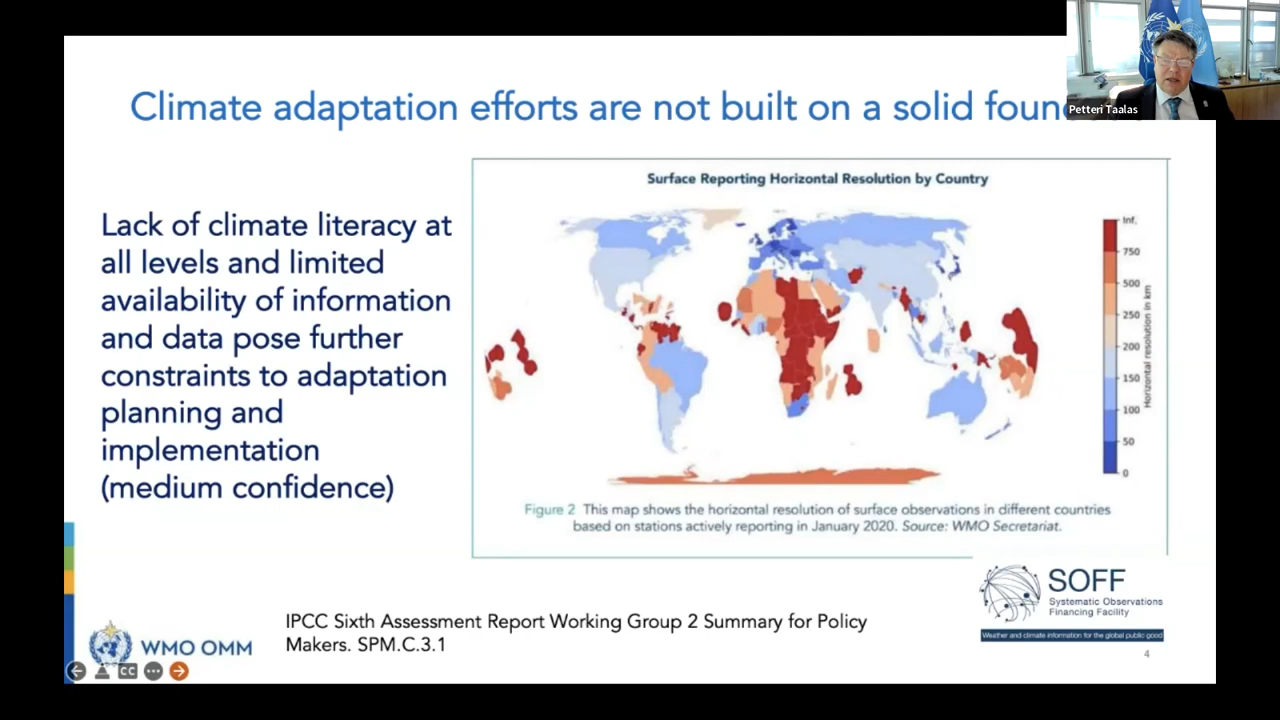 Climate adaptation efforts are not built on a solid foun
Petteri Taalas
Lack of climate literacy at
all levels and limited
availability of information
and data pose further
constraints to adaptation
planning and
implementation
(medium confidence)
Surface Reporting Horizontal Resolution by Country
Inf.
750
500
250
200
150
100
50
0
Horizontal resolution in km
Figure 2 This map shows the horizontal resolution of surface observations in different countries
based on stations actively reporting in January 2020. Source: WMO Secretariat.
SOFF
Systematic Observations
Financing Facility
Weather and climate information for the global public good
IPCC Sixth Assessment Report Working Group 2 Summary for Policy
Makers. SPM.C.3.1
WMO OMM
4
CC